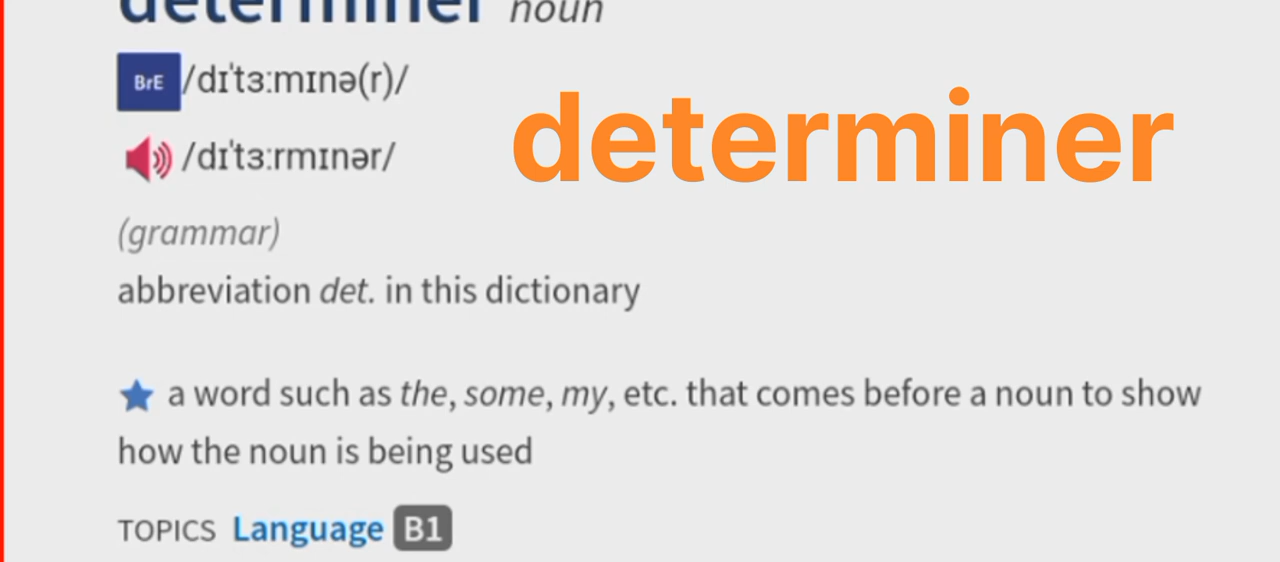 determiner noun
BrE /dɪˈtɜːmɪnə(r)/
determiner
/dɪˈtɜːrmɪnər/
(grammar)
abbreviation det. in this dictionary
a word such as the, some, my, etc. that comes before a noun to show
how the noun is being used
TOPICS Language B1